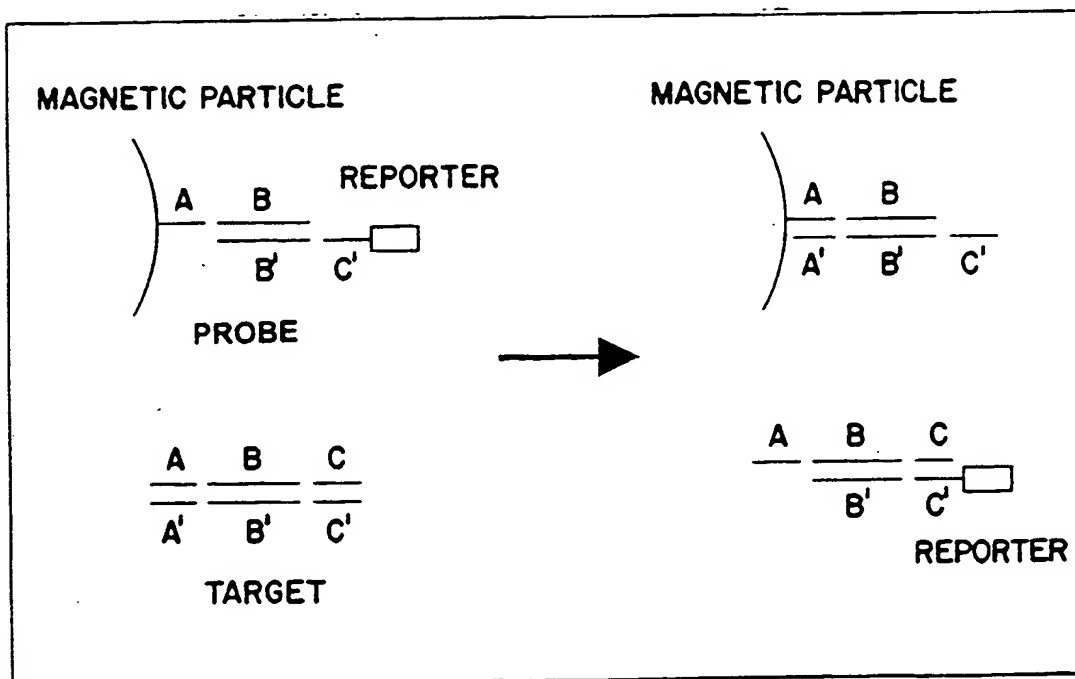 MAGNETIC PARTICLE
A B
REPORTER
B' C'
PROBE
A B C
A' B' C'
TARGET
MAGNETIC PARTICLE
A B
A' B' C'
A B C
B' C'
REPORTER